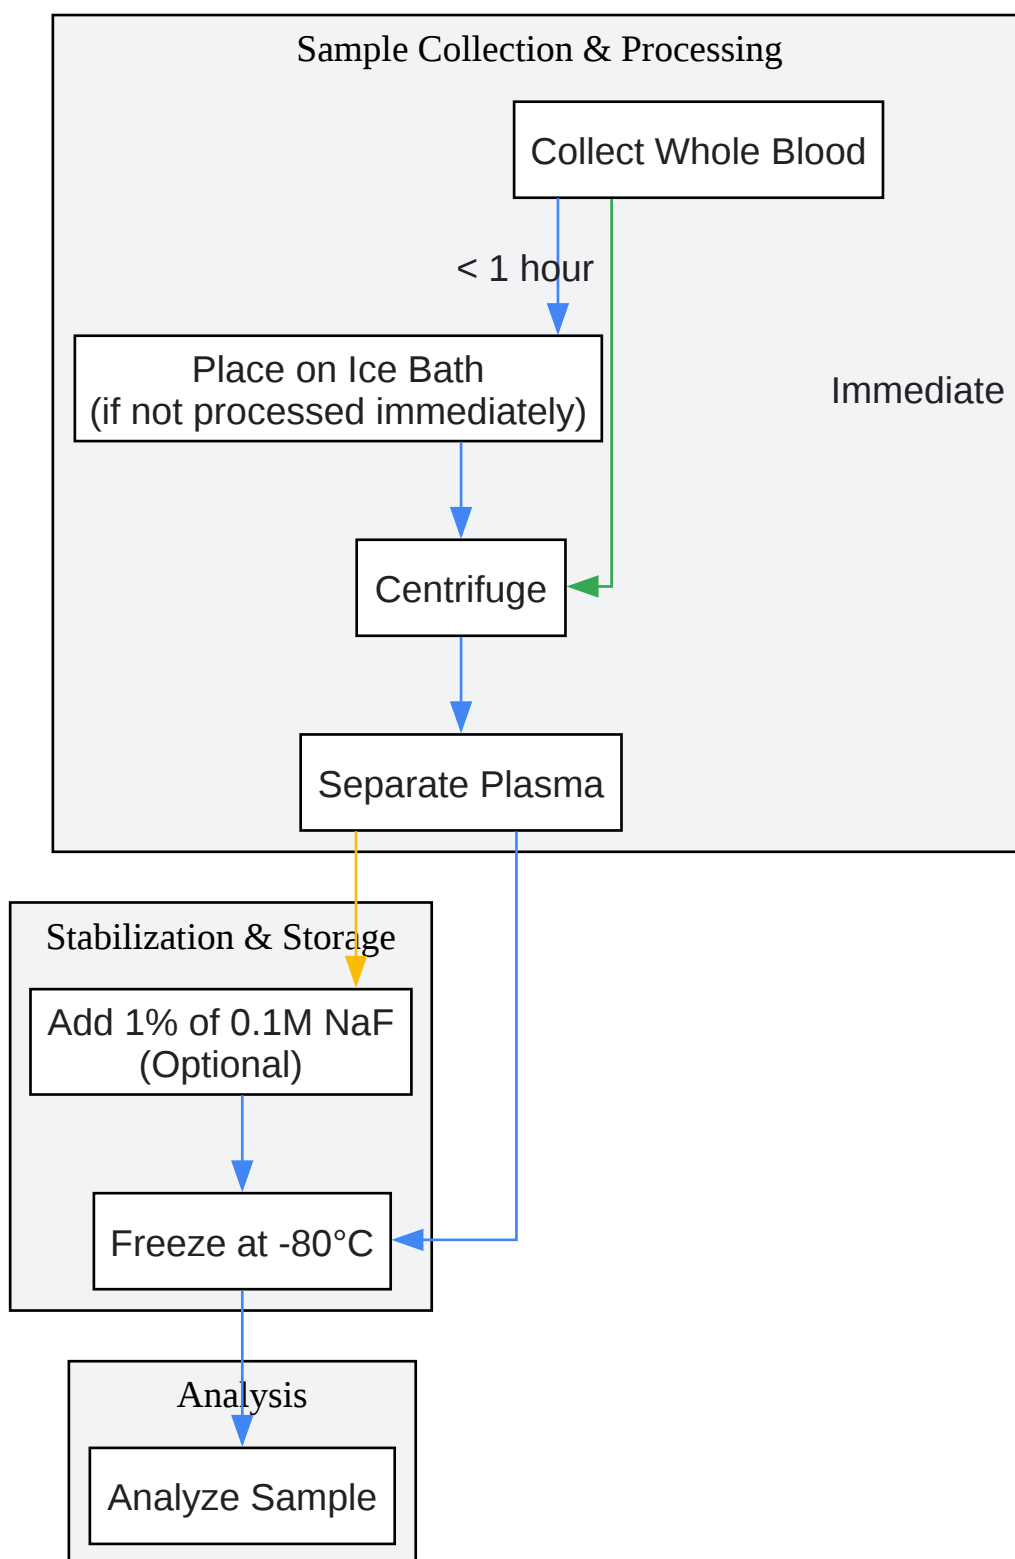 Sample Collection & Processing
Collect Whole Blood
< 1 hour
Place on Ice Bath
(if not processed immediately)
Immediate
Centrifuge
Separate Plasma
Stabilization & Storage
Add 1% of 0.1M NaF
(Optional)
Freeze at -80°C
Analysis
Analyze Sample